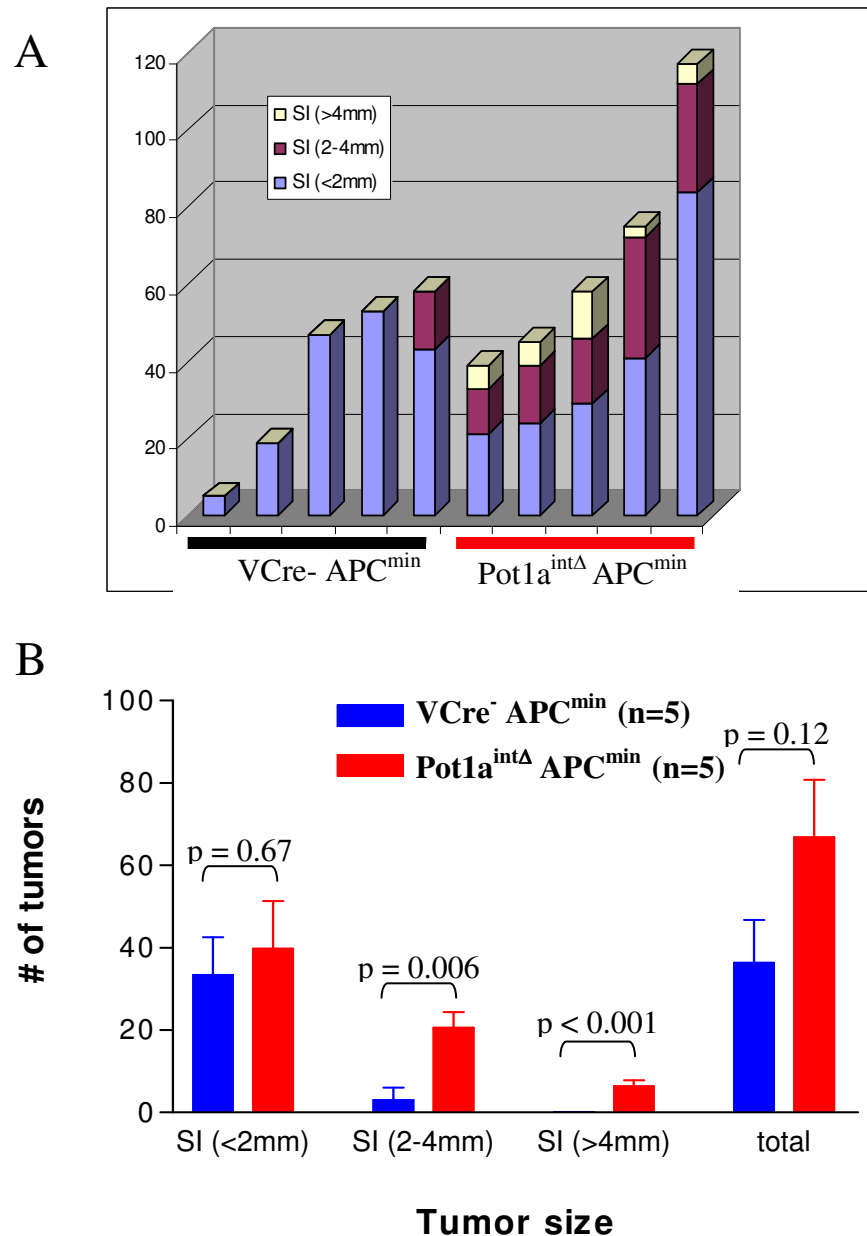 A
120
100
80
60
40
20
0
SI (>4mm)
SI (2-4mm)
SI (<2mm)
VCre- APCmin
Pot1aintΔ APCmin
B
100
80
60
40
20
0
# of tumors
VCre- APCmin (n=5)
Pot1aintΔ APCmin (n=5)
p = 0.67
p = 0.006
p < 0.001
p = 0.12
SI (<2mm)
SI (2-4mm)
SI (>4mm)
total
Tumor size